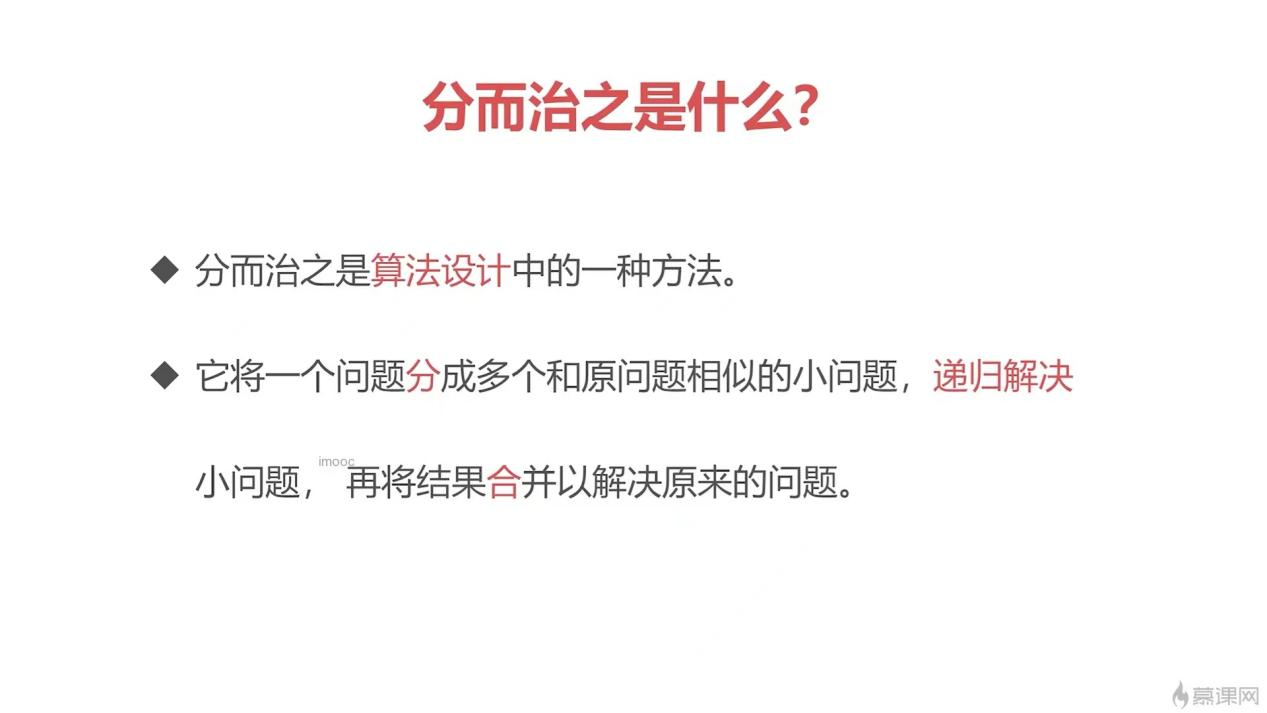 分而治之是什么？
◆ 分而治之是算法设计中的一种方法。
◆ 它将一个问题分成多个和原问题相似的小问题，递归解决
小问题， 再将结果合并以解决原来的问题。
imooc
慕课网